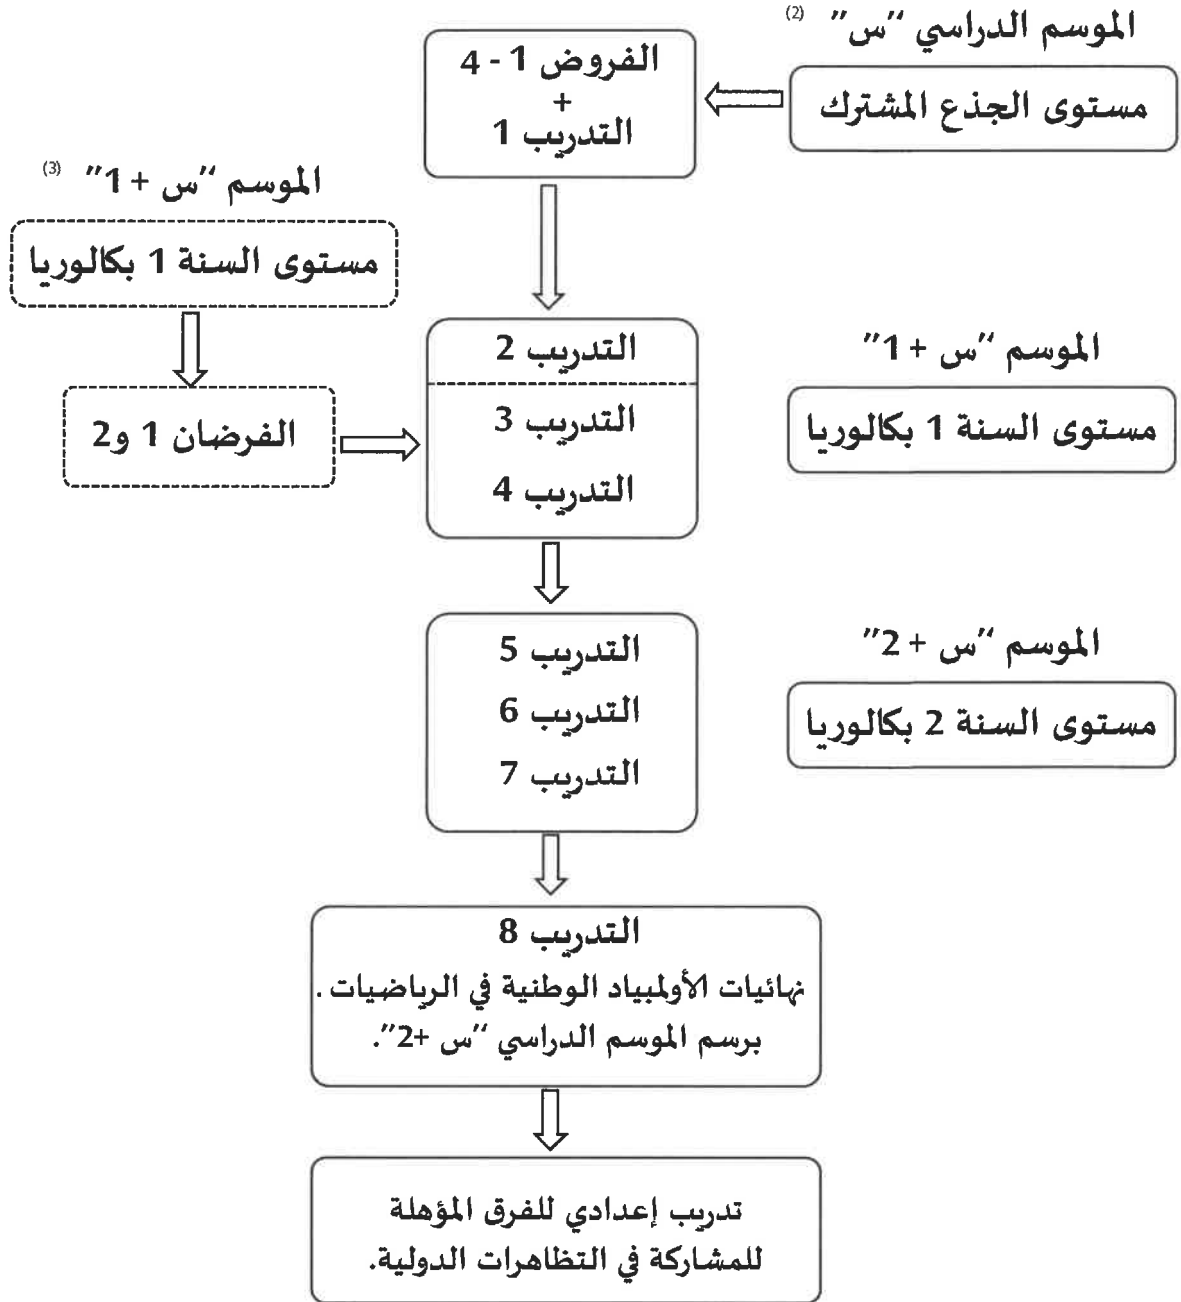 الموسم الدراسي “س” (2)
مستوى الجذع المشترك
الفروض 1 - 4
+
التدريب 1
الموسم “س + 1” (3)
مستوى السنة 1 بكالوريا
الفرضان 1 و2
الموسم “س + 1”
مستوى السنة 1 بكالوريا
التدريب 2
التدريب 3
التدريب 4
الموسم “س + 2”
مستوى السنة 2 بكالوريا
التدريب 5
التدريب 6
التدريب 7
التدريب 8
نهائيات الأولمبياد الوطنية في الرياضيات .
برسم الموسم الدراسي “س +2”.
تدريب إعدادي للفرق المؤهلة
للمشاركة في التظاهرات الدولية.